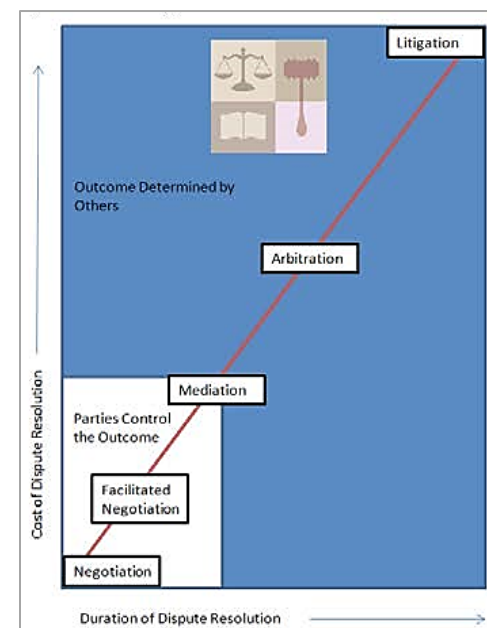 Litigation
Outcome Determined by
Others
Arbitration
Mediation
Parties Control
the Outcome
Facilitated
Negotiation
Negotiation
Cost of Dispute Resolution
Duration of Dispute Resolution